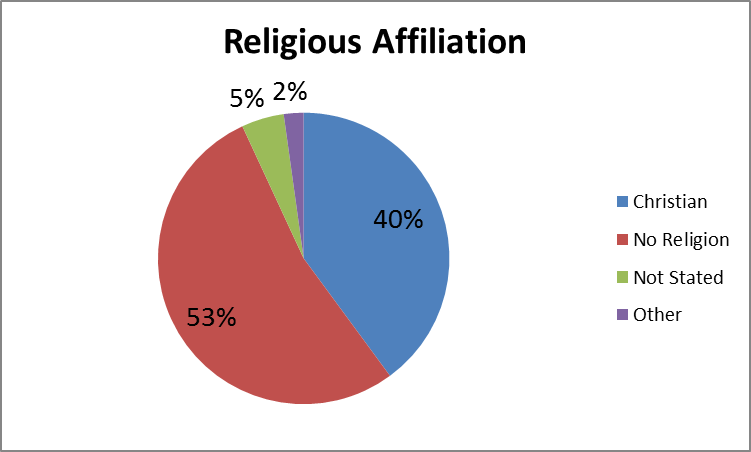 Religious Affiliation
5%
2%
40%
53%
Christian
No Religion
Not Stated
Other